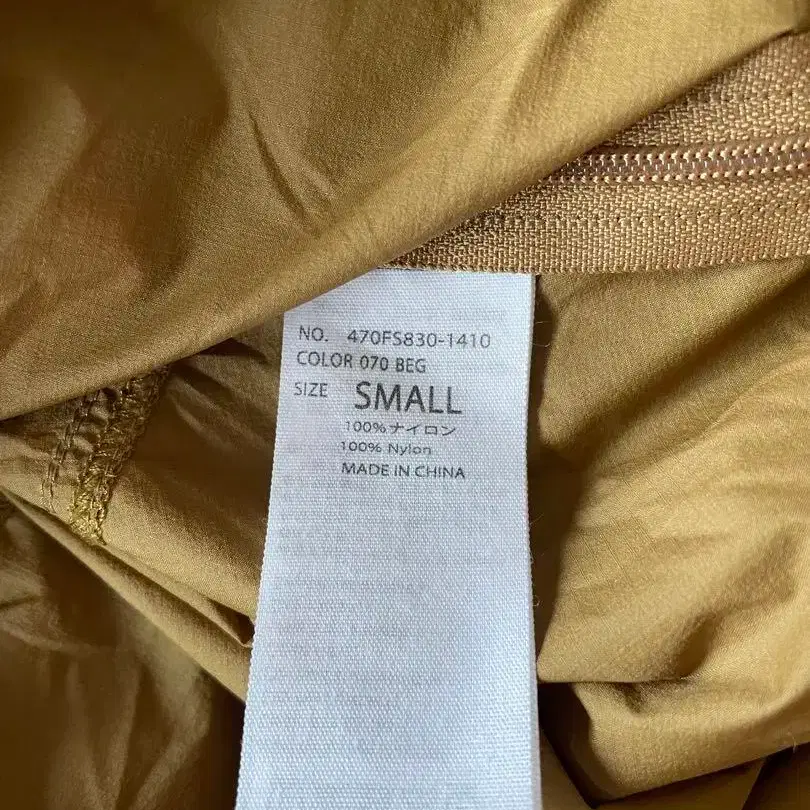 NO. 470FS830-1410
COLOR 070 BEG
SIZE SMALL
100%ナイロン
100% Nylon
MADE IN CHINA